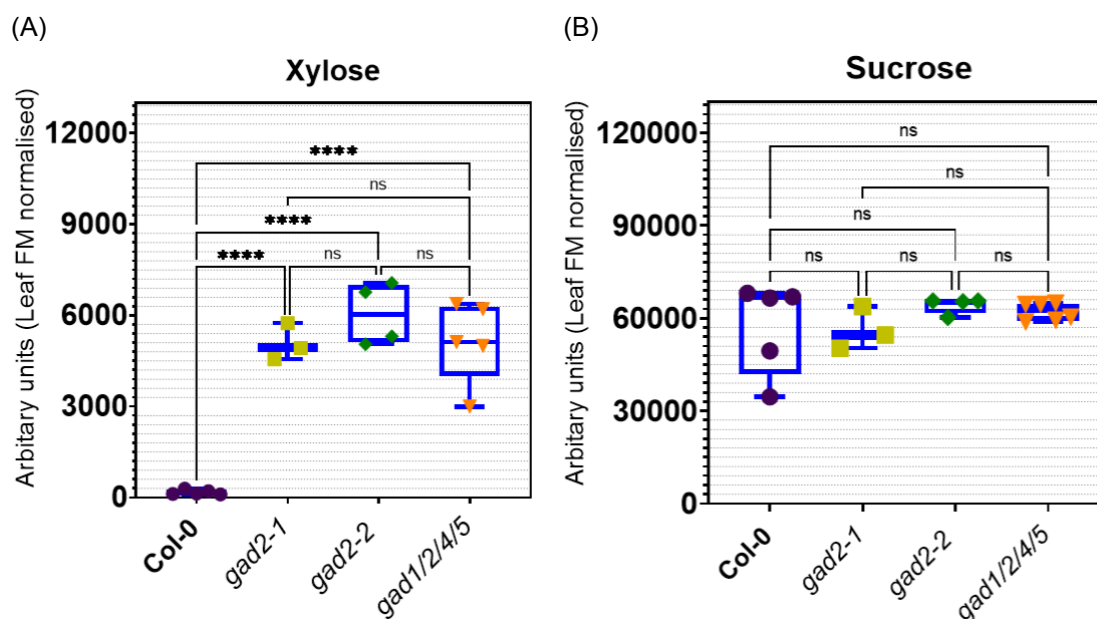 (A)
Xylose
Arbitary units (Leaf FM normalised)
12000
9000
6000
3000
0
****
ns
****
****
ns
ns
Col-0
gad2-1
gad2-2
gad1/2/4/5
(B)
Sucrose
Arbitary units (Leaf FM normalised)
120000
90000
60000
30000
0
ns
ns
ns
ns
ns
ns
Col-0
gad2-1
gad2-2
gad1/2/4/5